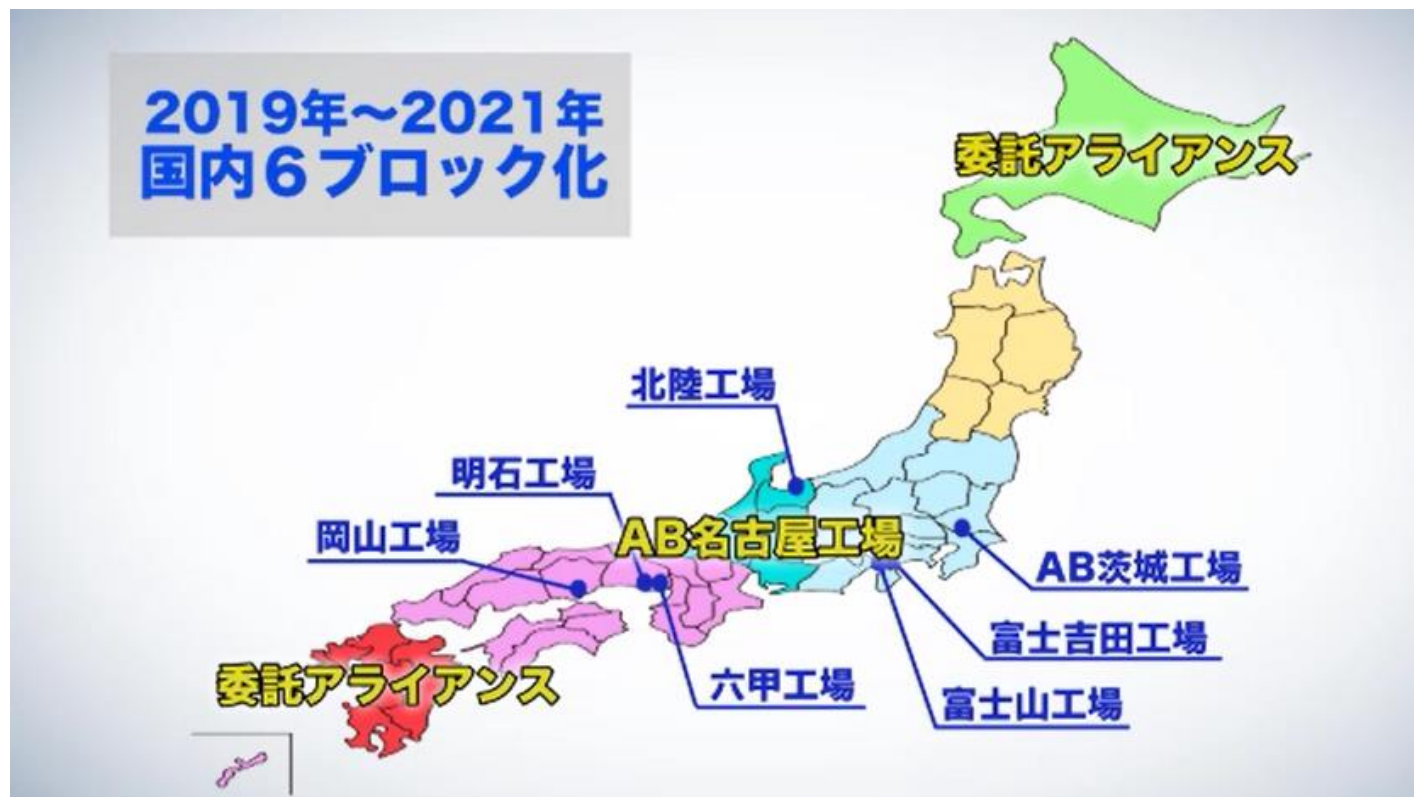 2019年～2021年
国内６ブロック化
委託アライアンス
北陸工場
明石工場
岡山工場
AB名古屋工場
AB茨城工場
富士吉田工場
委託アライアンス
六甲工場
富士山工場